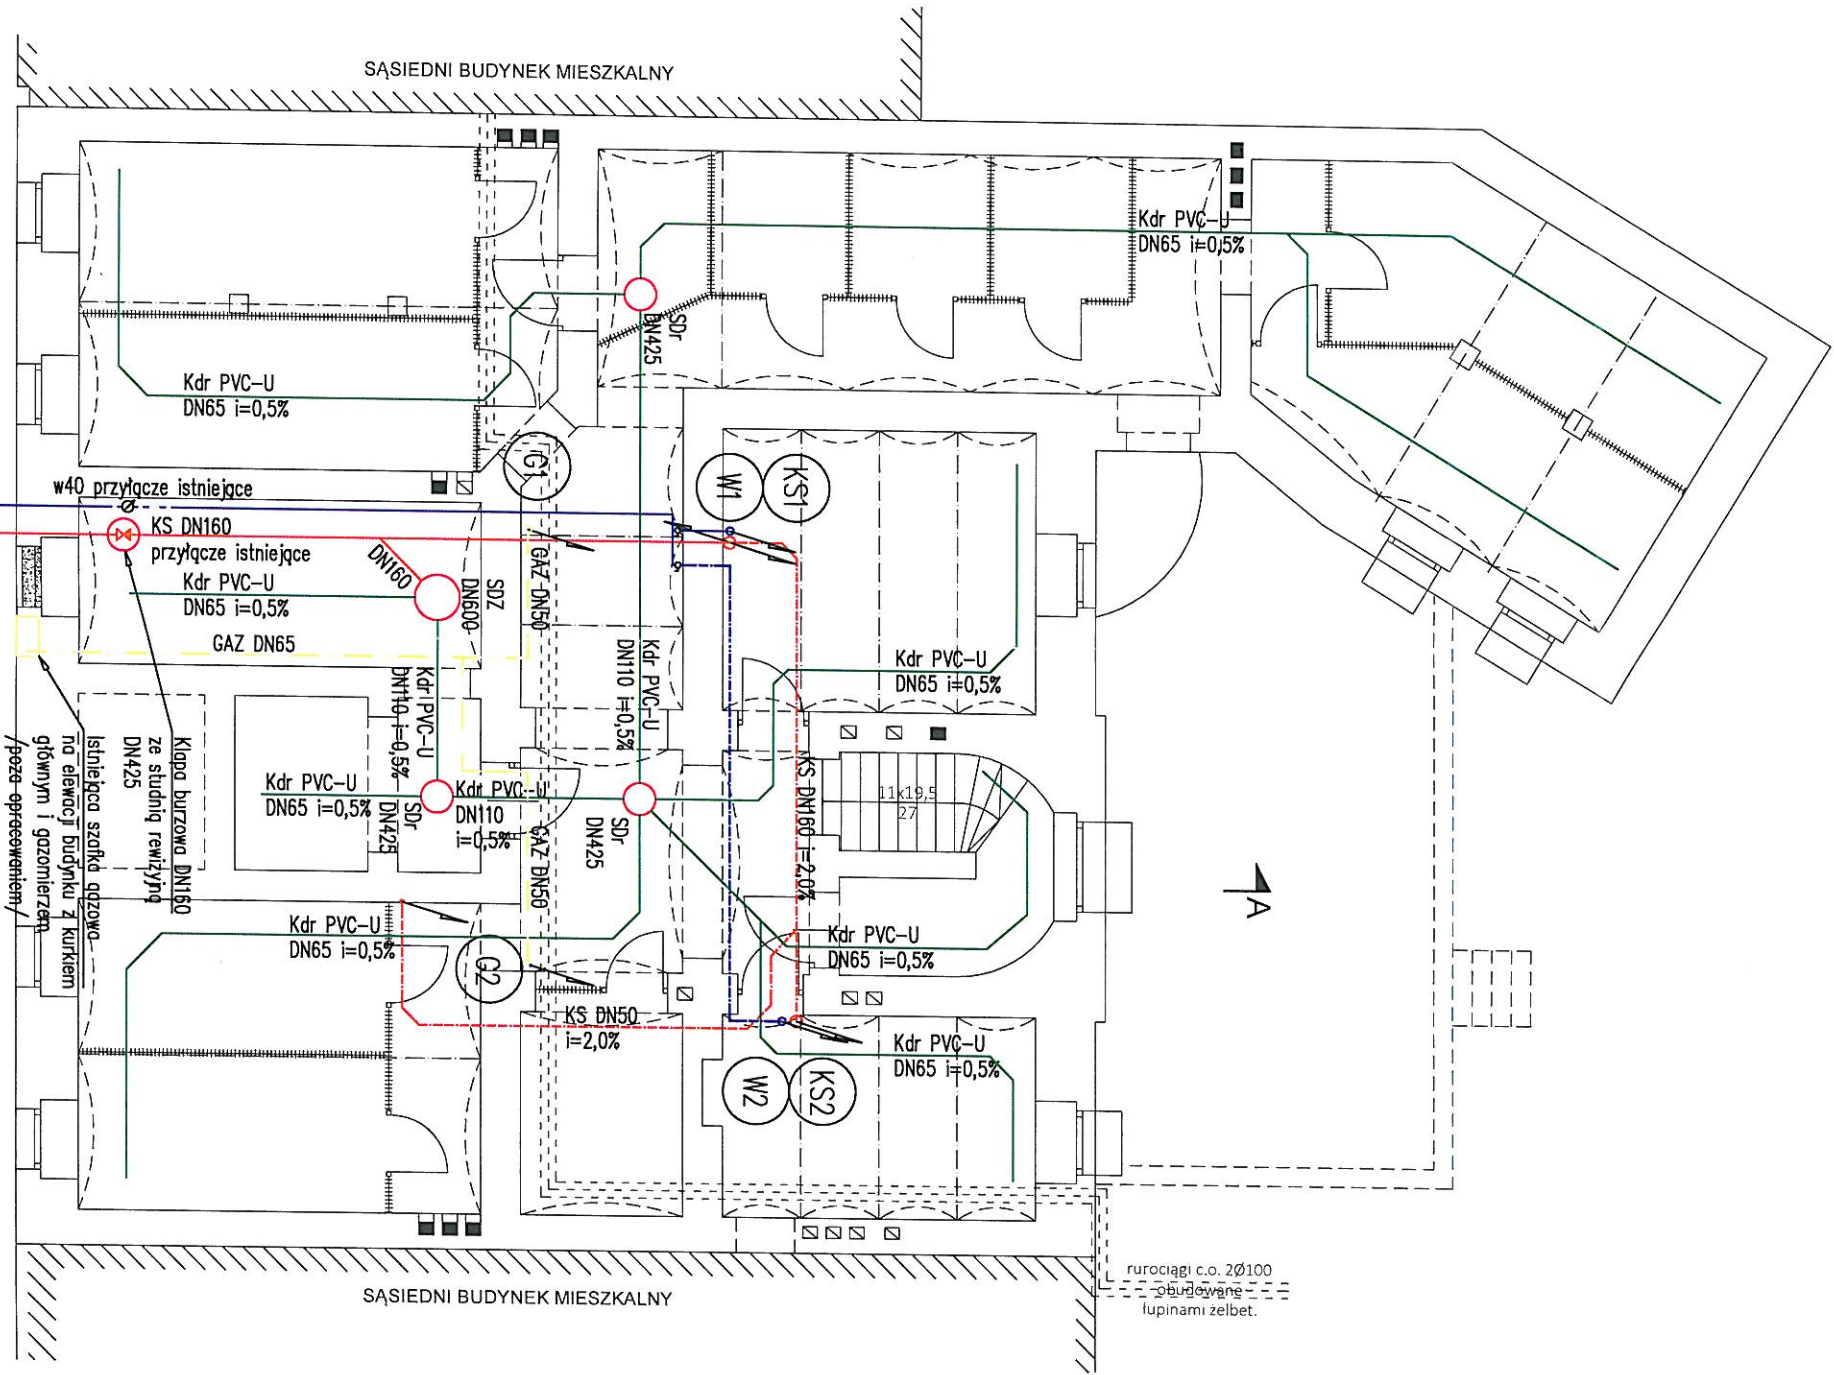 SĄSIEDNI BUDYNEK MIESZKALNY
Kdr PVC-U
DN65 i=0,5%
SDr
DN425
Kdr PVC-U
DN65 i=0,5%
G1
W1
KS1
w40 przyłącze istniejące
KS DN160
przyłącze istniejące
DN160
SDZ
DN600
Kdr PVC-U
DN65 i=0,5%
GAZ DN50
GAZ DN65
Kdr PVC-U
DN110 i=0,5%
Kdr PVC-U
DN110 i=0,5%
Kdr PVC-U
DN65 i=0,5%
Klapa burzowa DN160
ze studnią rewizyjną
DN425
Istniejąca szafka gazowa
na elewacji budynku z kurkiem
głównym i gazomierzem
/poza opracowaniem/
Kdr PVC-U
DN65 i=0,5%
SDr
DN425
Kdr PVC-U
DN110
i=0,5%
GAZ DN50
SDr
DN425
KS DN160 i=2,0%
11x19,5
27
A
Kdr PVC-U
DN65 i=0,5%
Kdr PVC-U
DN65 i=0,5%
G2
KS DN50
i=2,0%
Kdr PVC-U
DN65 i=0,5%
W2
KS2
rurociągi c.o. 2Ø100
obudowane
łupinami żelbet.
SĄSIEDNI BUDYNEK MIESZKALNY